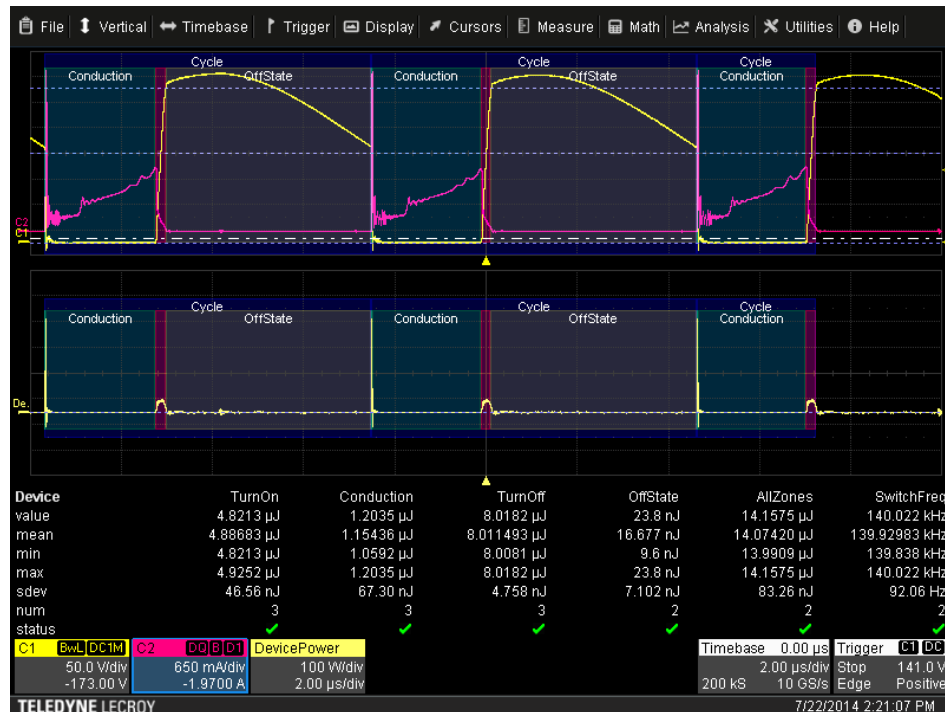 File Vertical Timebase Trigger Display Cursors Measure Math Analysis Utilities Help
Cycle Cycle Cycle
Conduction OffState Conduction OffState Conduction
C2
C1
Cycle Cycle Cycle
Conduction OffState Conduction OffState Conduction
De.
Device TurnOn Conduction TurnOff OffState AllZones SwitchFreq
value 4.8213 µJ 1.2035 µJ 8.0182 µJ 23.8 nJ 14.1575 µJ 140.022 kHz
mean 4.88683 µJ 1.15436 µJ 8.011493 µJ 16.677 nJ 14.07420 µJ 139.92983 kHz
min 4.8213 µJ 1.0592 µJ 8.0081 µJ 9.6 nJ 13.9909 µJ 139.838 kHz
max 4.9252 µJ 1.2035 µJ 8.0182 µJ 23.8 nJ 14.1575 µJ 140.022 kHz
sdev 46.56 nJ 67.30 nJ 4.758 nJ 7.102 nJ 83.26 nJ 92.06 Hz
num 3 3 3 2 2 2
status
C1 BwL DC1M C2 DQ B D1 DevicePower Timebase 0.00 µs Trigger C1 DC
50.0 V/div 650 mA/div 100 W/div 2.00 µs/div Stop 141.0 V
-173.00 V -1.9700 A 2.00 µs/div 200 kS 10 GS/s Edge Positive
TELEDYNE LECROY 7/22/2014 2:21:07 PM